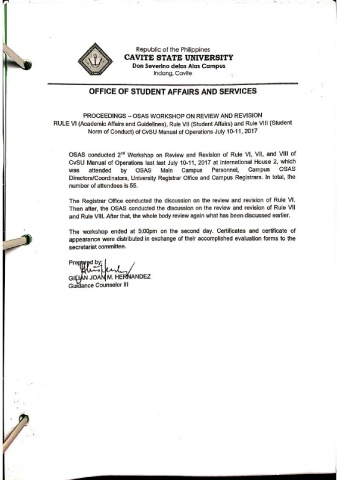 Republic of the Philippines
CAVITE STATE UNIVERSITY
Don Severino delas Alas Campus
Indang, Cavite
OFFICE OF STUDENT AFFAIRS AND SERVICES
PROCEEDINGS – OSAS WORKSHOP ON REVIEW AND REVISION
RULE VI (Academic Affairs and Guidelines), Rule VII (Student Affairs) and Rule VIII (Student
Norm of Conduct) of CvSU Manual of Operations July 10-11, 2017
OSAS conducted 2nd Workshop on Review and Revision of Rule VI, VII, and VIII of
CvSU Manual of Operations last last July 10-11, 2017 at International House 2, which
was attended by OSAS Main Campus Personnel, Campus OSAS
Directors/Coordinators, University Registrar Office and Campus Registrars. In total, the
number of attendees is 55.
The Registrar Office conducted the discussion on the review and revision of Rule VI.
Then after, the OSAS conducted the discussion on the review and revision of Rule VII
and Rule VIII. After that, the whole body review again what has been discussed earlier.
The workshop ended at 5:00pm on the second day. Certificates and certificate of
appearance were distributed in exchange of their accomplished evaluation forms to the
secretariat committee.
Prepared by:
GILIAN JOAN M. HERNANDEZ
Guidance Counselor III